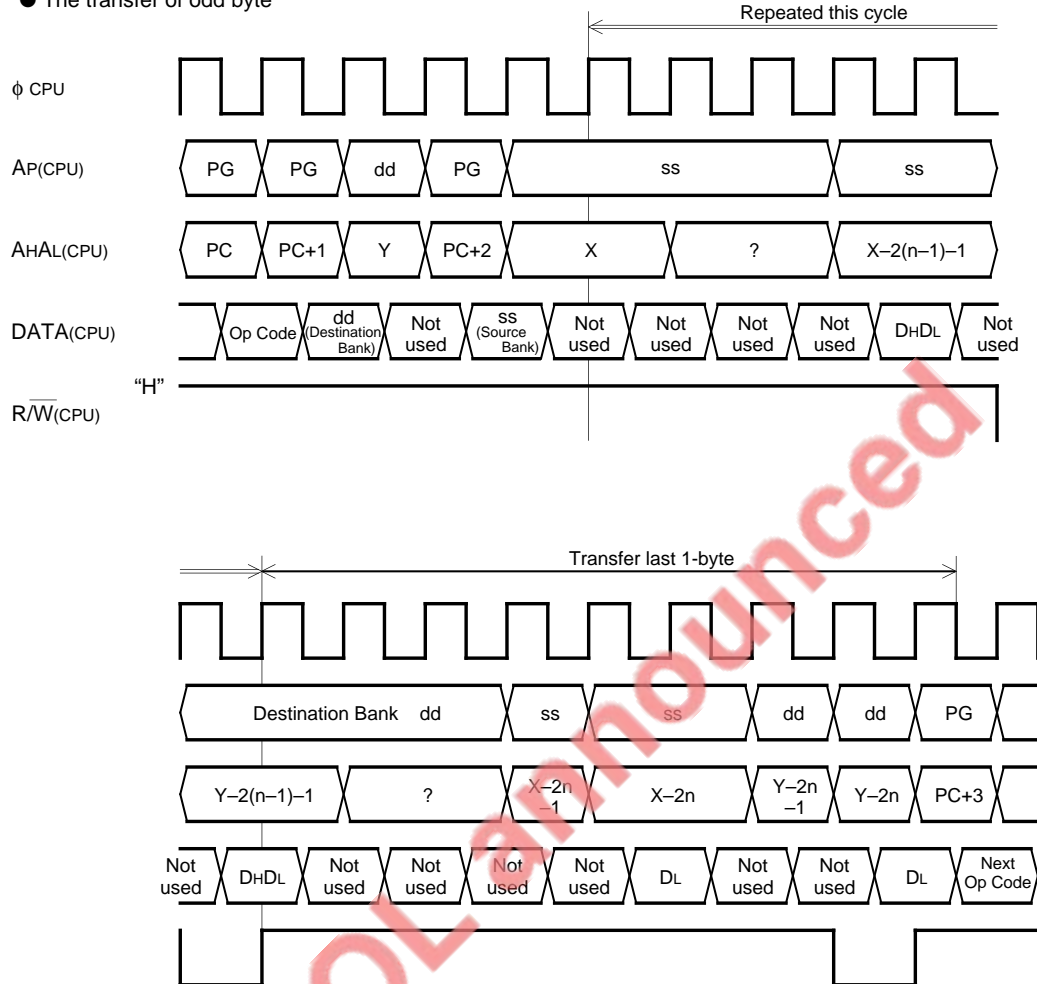 ● The transfer of odd byte
Repeated this cycle
ϕ CPU
AP(CPU) PG PG dd PG ss ss
AHAL(CPU) PC PC+1 Y PC+2 X ? X–2(n–1)–1
DATA(CPU) Op Code dd (Destination Bank) Not used ss (Source Bank) Not used Not used Not used Not used DHDL Not used
“H”
R/W̅(CPU)
Transfer last 1-byte
Destination Bank dd ss ss dd dd PG
Y–2(n–1)–1 ? X–2n –1 X–2n Y–2n –1 Y–2n PC+3
Not used DHDL Not used Not used Not used Not used DL Not used Not used DL Next Op Code
OL announced